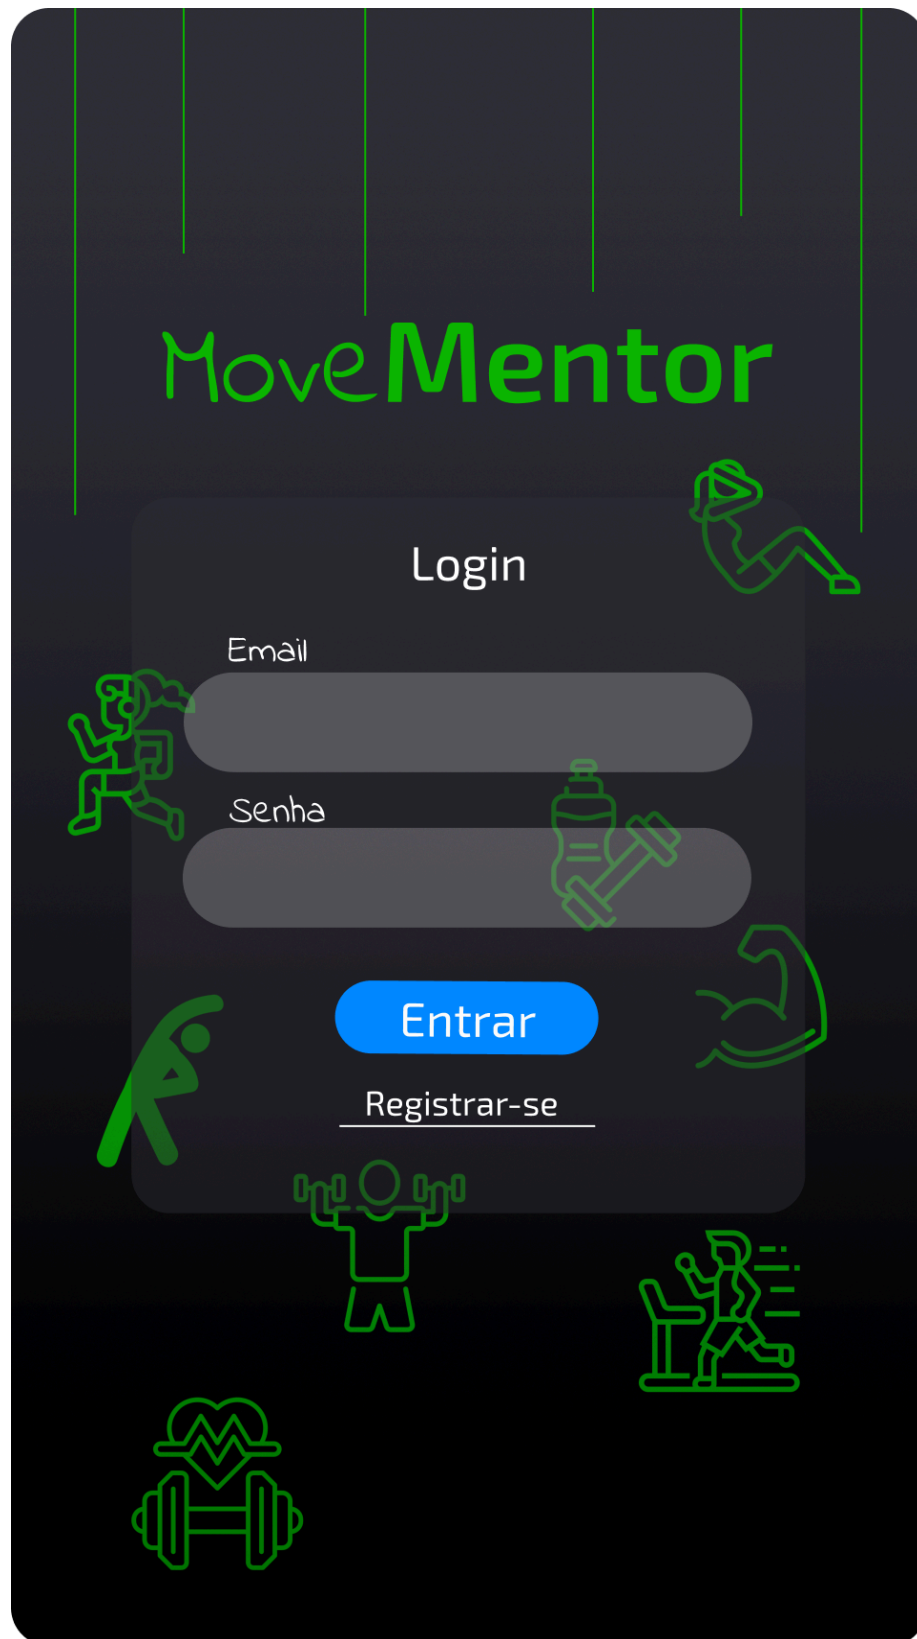 MoveMentor
Login
Email
Senha
Entrar
Registrar-se